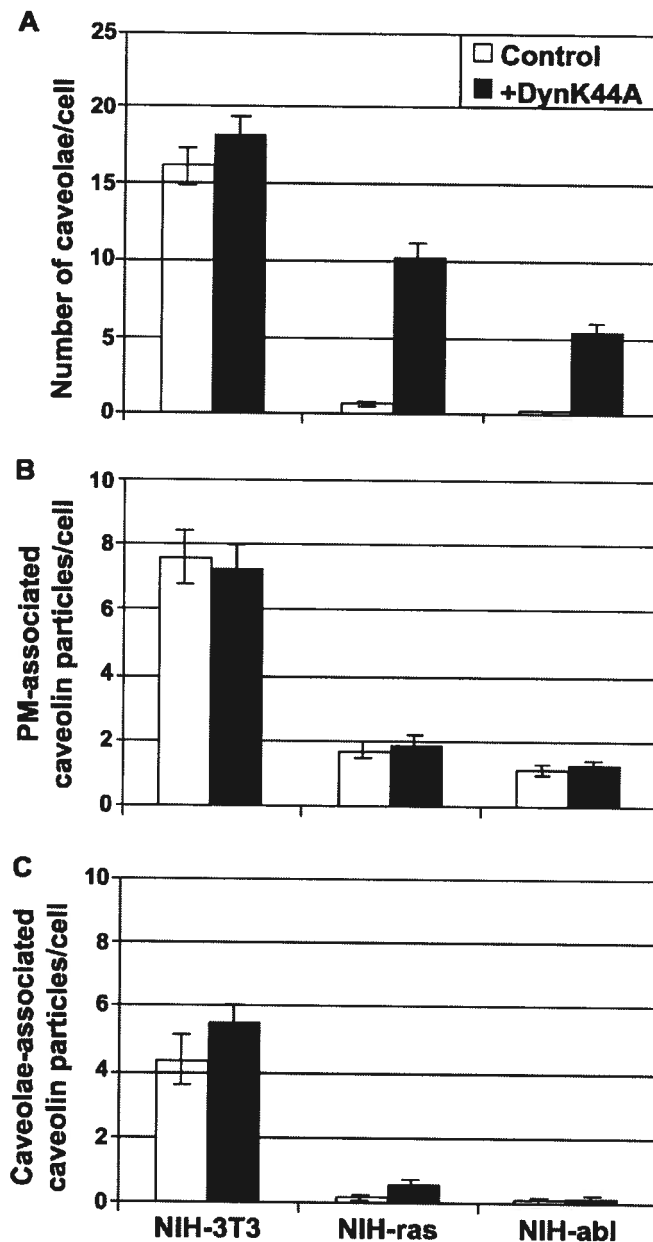 A
Number of caveolae/cell
25
20
15
10
5
0
Control
+DynK44A
B
PM-associated
caveolin particles/cell
10
8
6
4
2
0
C
Caveolae-associated
caveolin particles/cell
10
8
6
4
2
0
NIH-3T3 NIH-ras NIH-abl